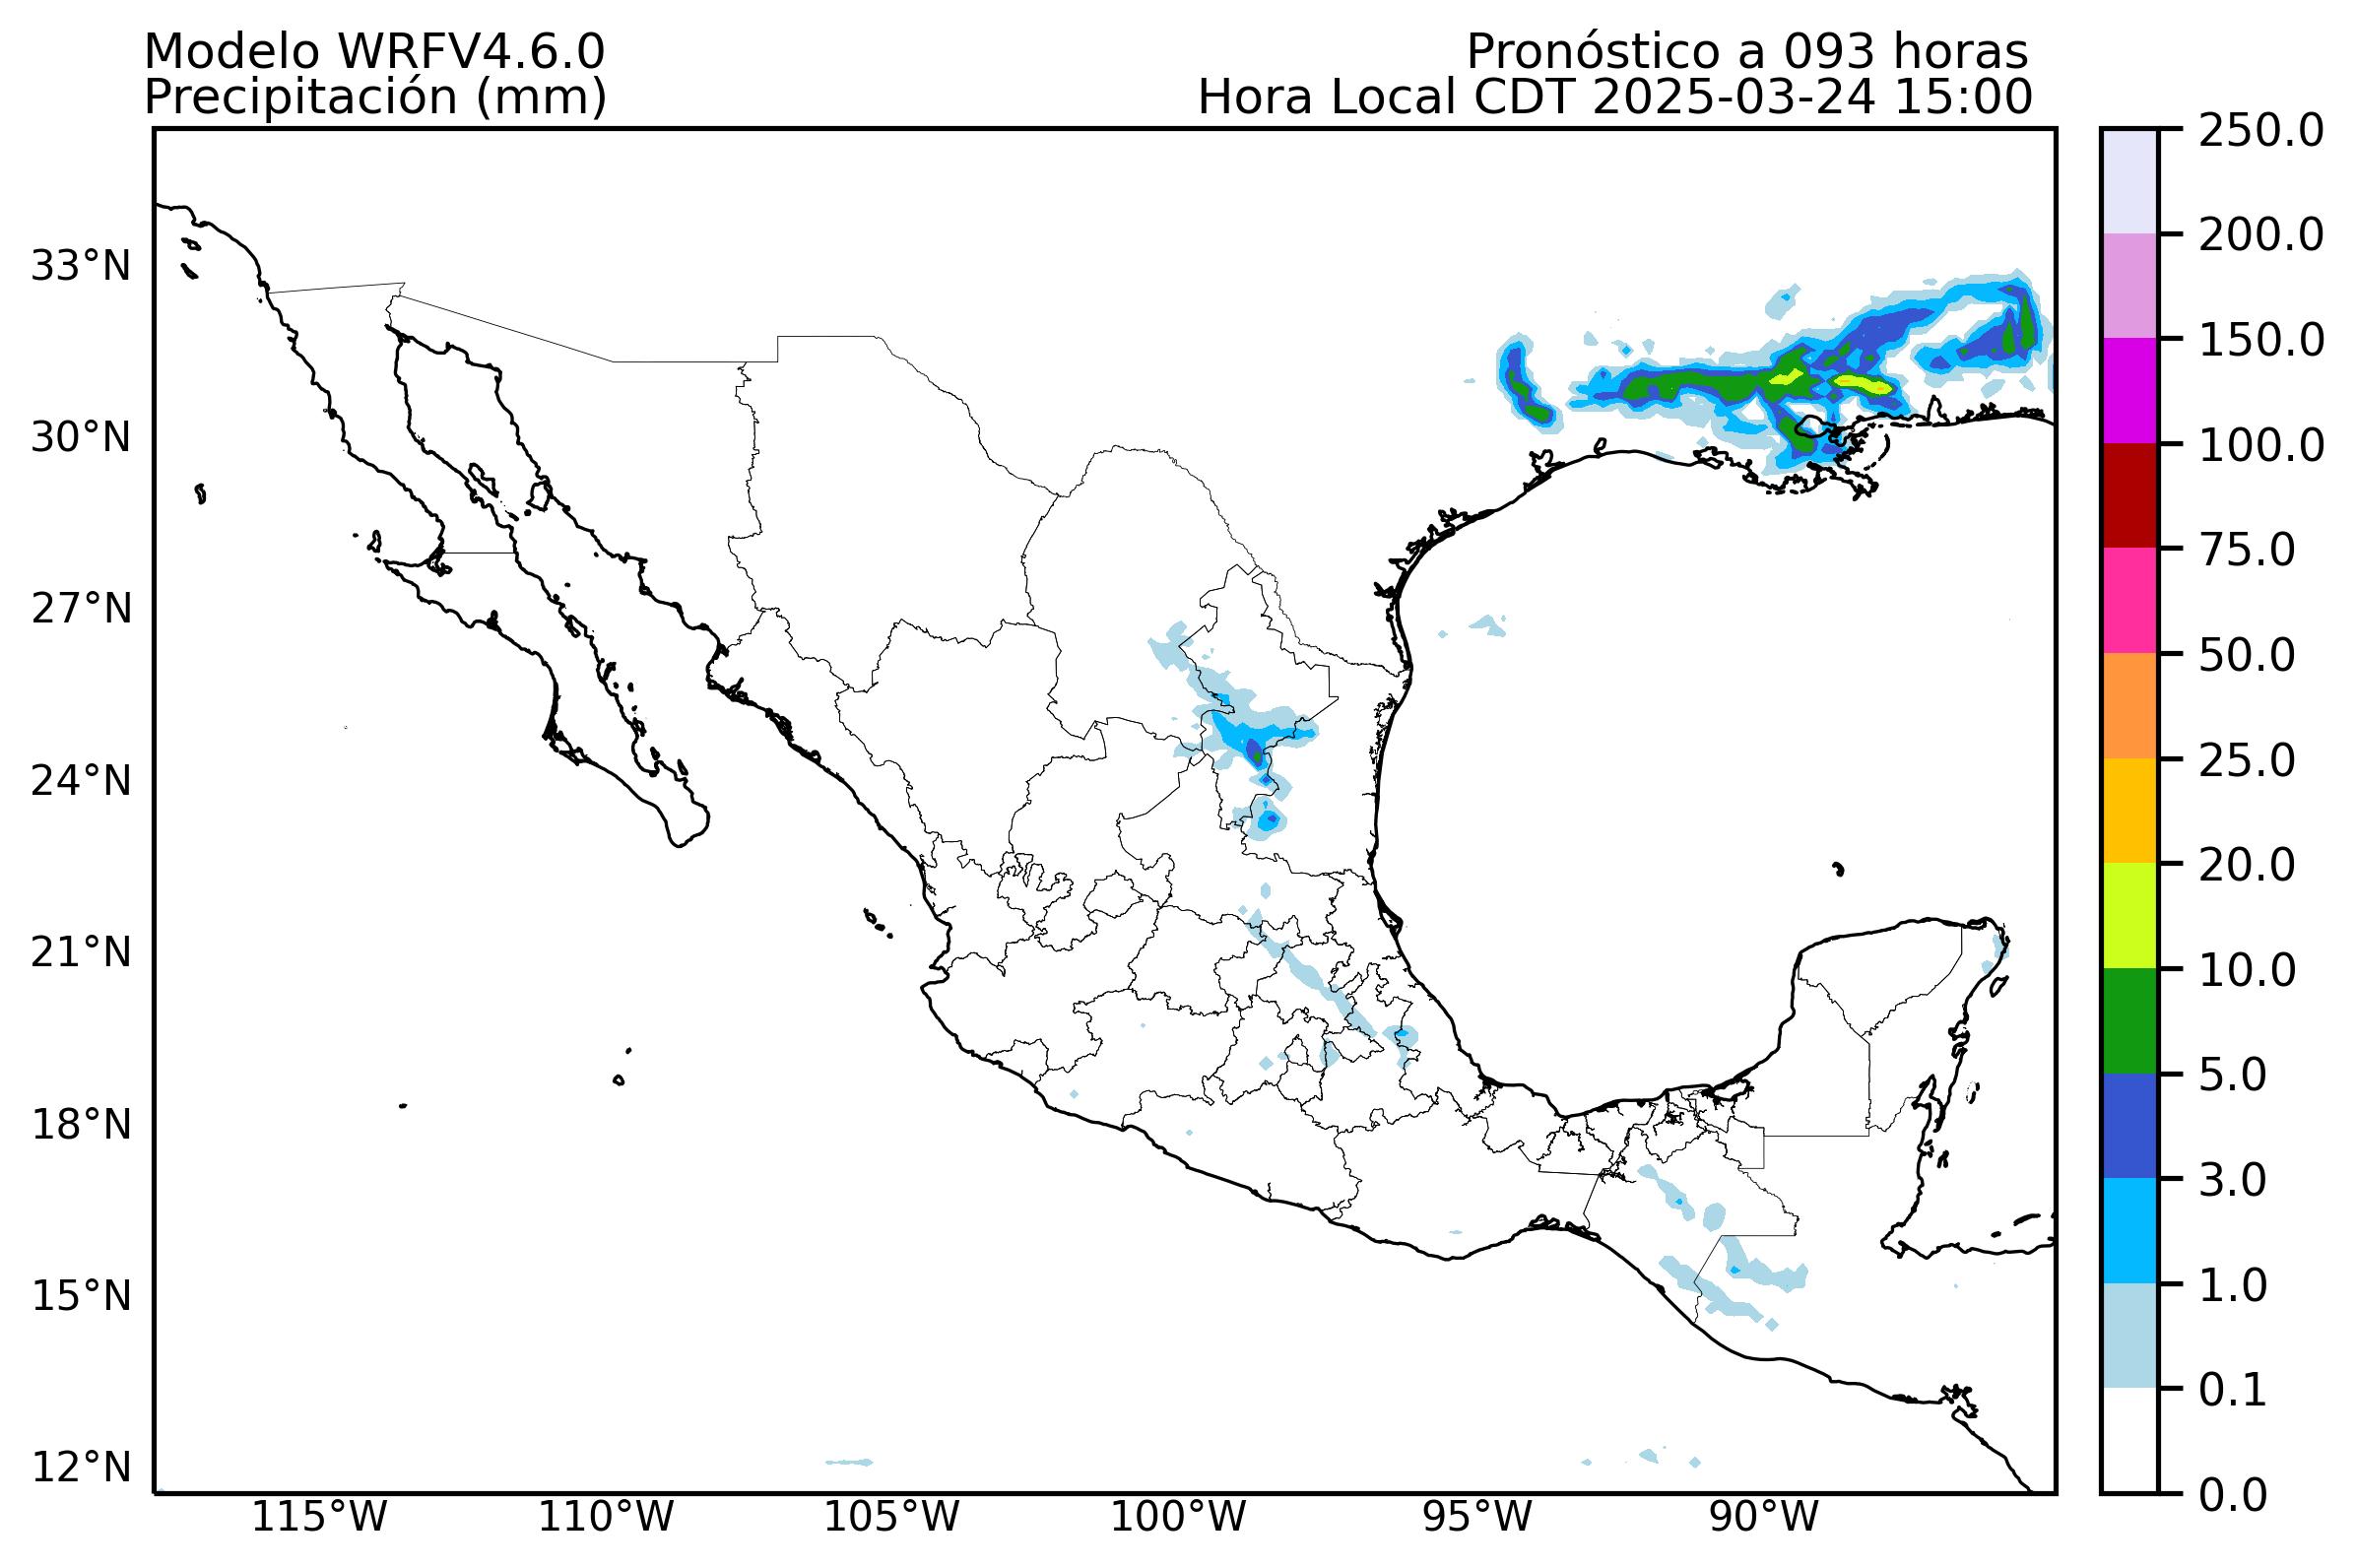 Modelo WRFV4.6.0
Precipitación (mm)
Pronóstico a 093 horas
Hora Local CDT 2025-03-24 15:00
33°N
30°N
27°N
24°N
21°N
18°N
15°N
12°N
115°W
110°W
105°W
100°W
95°W
90°W
250.0
200.0
150.0
100.0
75.0
50.0
25.0
20.0
10.0
5.0
3.0
1.0
0.1
0.0